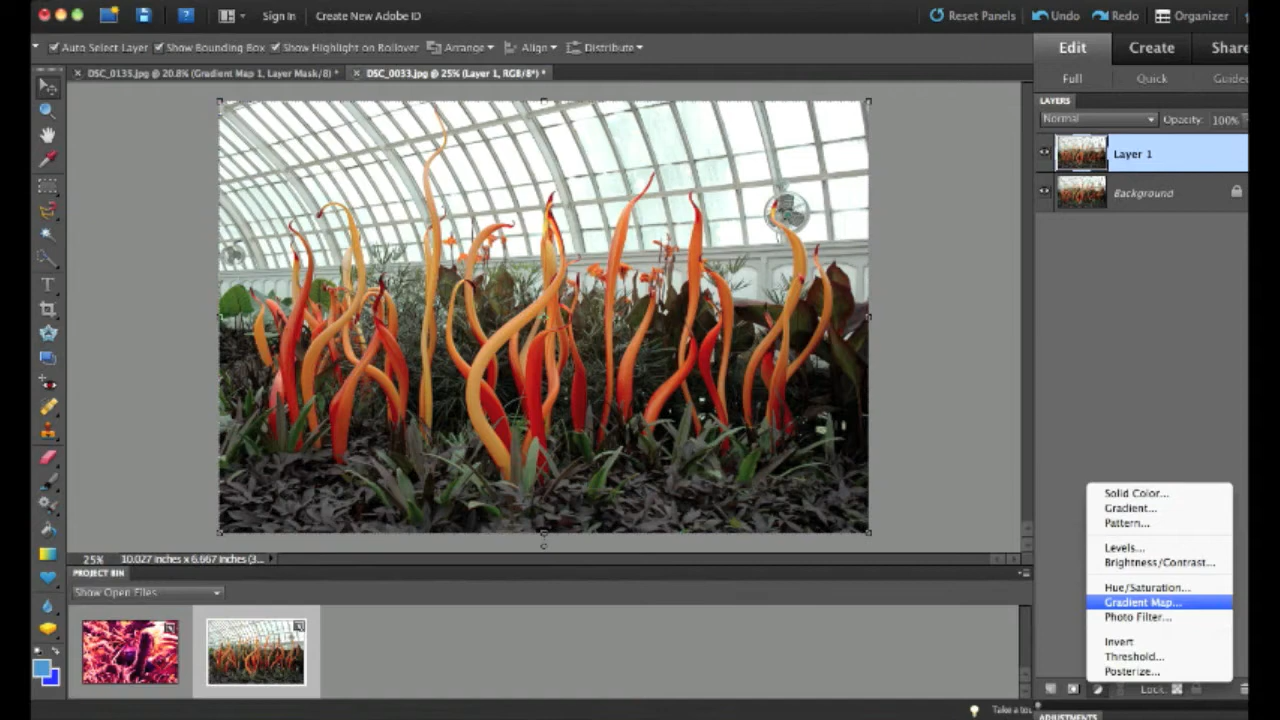 Sign In
Create New Adobe ID
Reset Panels
Undo
Redo
Organizer
Auto Select Layer
Show Bounding Box
Show Highlight on Rollover
Arrange
Align
Distribute
Edit
Create
Share
DSC_0135.jpg @ 20.8% (Gradient Map 1, Layer Mask/8) *
DSC_0033.jpg @ 25% (Layer 1, RGB/8*) *
Full
Quick
Guided
LAYERS
Normal
Opacity: 100%
Layer 1
Background
Solid Color...
Gradient...
Pattern...
Levels...
Brightness/Contrast...
Hue/Saturation...
Gradient Map...
Photo Filter...
Invert
Threshold...
Posterize...
25%
10.027 inches x 6.667 inches (3...
PROJECT BIN
Show Open Files
Lock:
Take a tou
ADJUSTMENTS